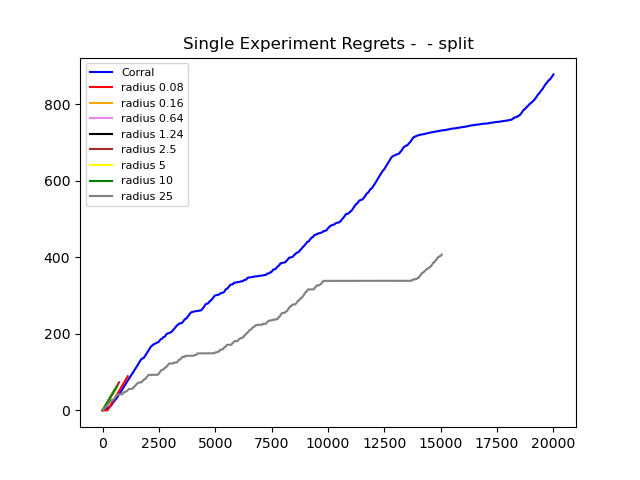 Single Experiment Regrets -  - split
Corral
radius 0.08
radius 0.16
radius 0.64
radius 1.24
radius 2.5
radius 5
radius 10
radius 25
800
600
400
200
0
0 2500 5000 7500 10000 12500 15000 17500 20000